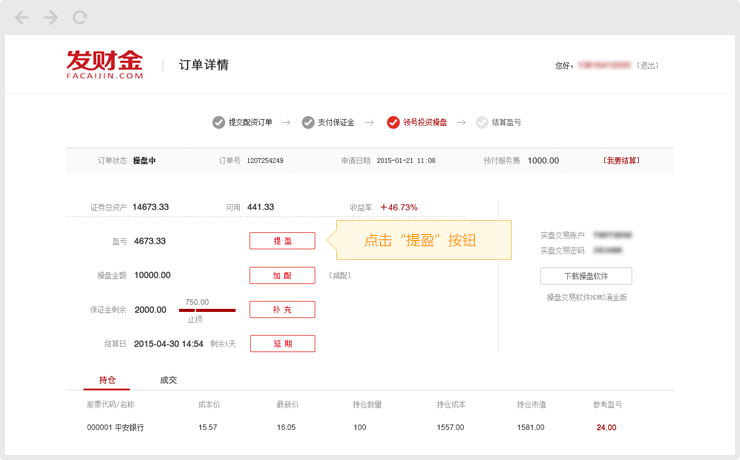 发财金
FACAIJIN.COM
订单详情
您好， [退出]
提交配资订单 → 支付保证金 → 领号投资操盘 → 结算盈亏
订单状态 操盘中 订单号 1207254249 申请日期 2015-01-21 11:08 预付服务费 1000.00 [我要结算]
证券总资产 14673.33 可用 441.33 收益率 +46.73%
盈亏 4673.33 提 盈
点击“提盈”按钮
操盘金额 10000.00 加 配 [减配]
保证金剩余 2000.00 750.00 补 充
止损
结算日 2015-04-30 14:54 剩余1天 延 期
实盘交易账户
实盘交易密码
下载操盘软件
操盘交易软件HOMS涌金版
持仓 成交
股票代码/名称 成本价 最新价 持仓数量 持仓成本 持仓市值 参考盈亏
000001 平安银行 15.57 16.05 100 1557.00 1581.00 24.00